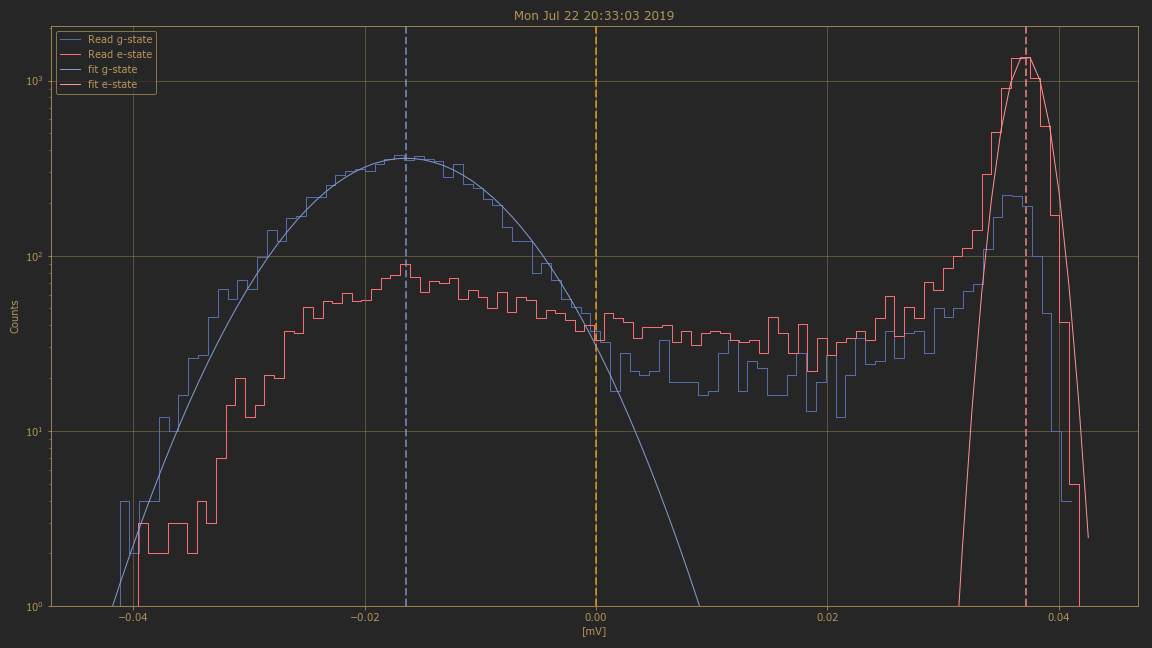 Mon Jul 22 20:33:03 2019
Read g-state
Read e-state
fit g-state
fit e-state
10³
10²
10¹
10⁰
Counts
−0.04
−0.02
0.00
0.02
0.04
[mV]